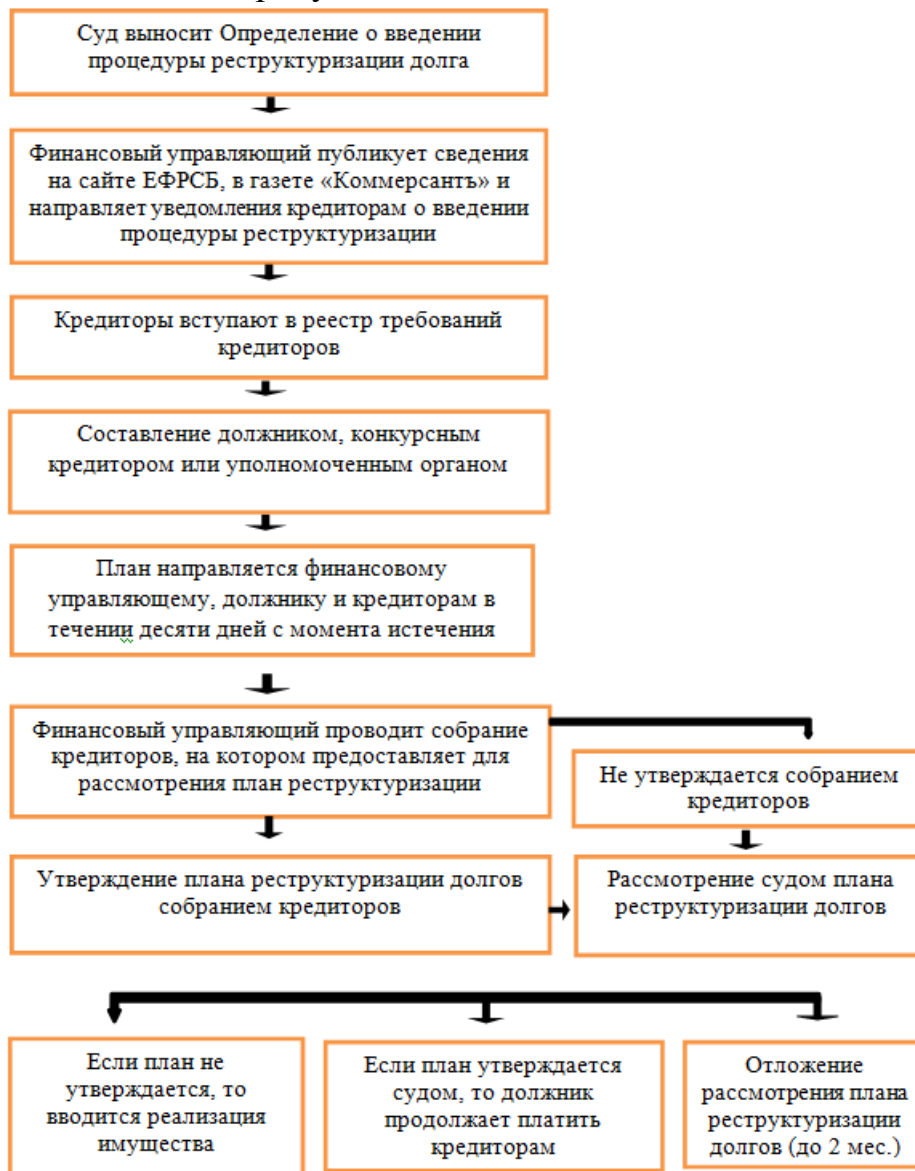 Суд выносит Определение о введении
процедуры реструктуризации долга
Финансовый управляющий публикует сведения
на сайте ЕФРСБ, в газете «Коммерсантъ» и
направляет уведомления кредиторам о введении
процедуры реструктуризации
Кредиторы вступают в реестр требований
кредиторов
Составление должником, конкурсным
кредитором или уполномоченным органом
План направляется финансовому
управляющему, должнику и кредиторам в
течении десяти дней с момента истечения
Финансовый управляющий проводит собрание
кредиторов, на котором предоставляет для
рассмотрения план реструктуризации
Не утверждается собранием
кредиторов
Утверждение плана реструктуризации долгов
собранием кредиторов
Рассмотрение судом плана
реструктуризации долгов
Если план не
утверждается, то
вводится реализация
имущества
Если план утверждается
судом, то должник
продолжает платить
кредиторам
Отложение
рассмотрения плана
реструктуризации
долгов (до 2 мес.)